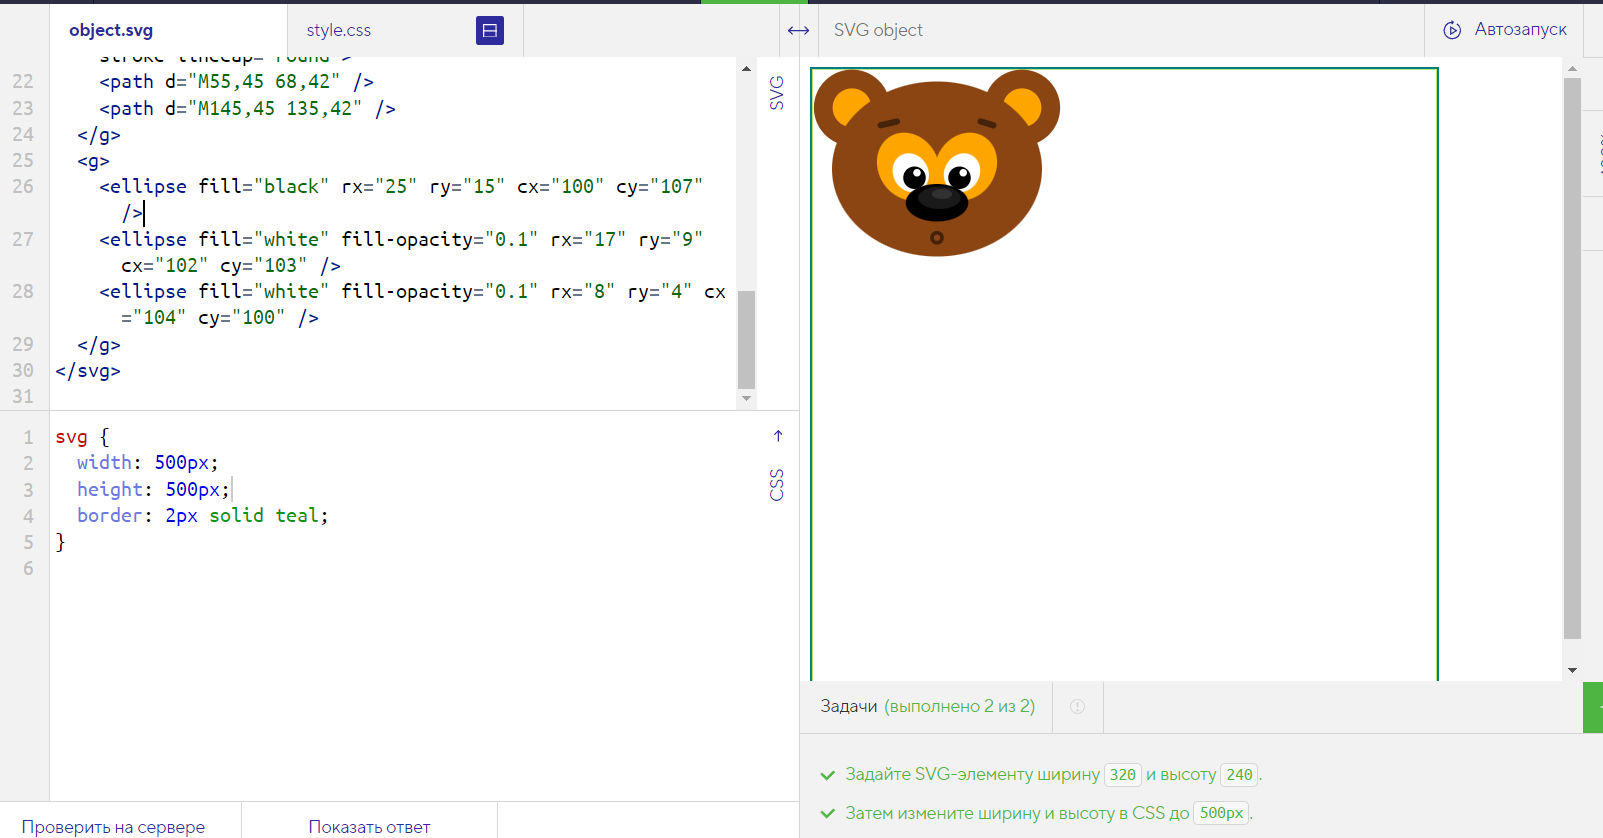 object.svg
style.css
SVG object
Автозапуск
stroke-linecap="round">
22 <path d="M55,45 68,42" />
23 <path d="M145,45 135,42" />
24 </g>
25 <g>
26 <ellipse fill="black" rx="25" ry="15" cx="100" cy="107"
/>
27 <ellipse fill="white" fill-opacity="0.1" rx="17" ry="9"
cx="102" cy="103" />
28 <ellipse fill="white" fill-opacity="0.1" rx="8" ry="4" cx
="104" cy="100" />
29 </g>
30 </svg>
31
SVG
1 svg {
2 width: 500px;
3 height: 500px;
4 border: 2px solid teal;
5 }
6
CSS
Проверить на сервере
Показать ответ
Задачи (выполнено 2 из 2)
Задайте SVG-элементу ширину 320 и высоту 240.
Затем измените ширину и высоту в CSS до 500px.